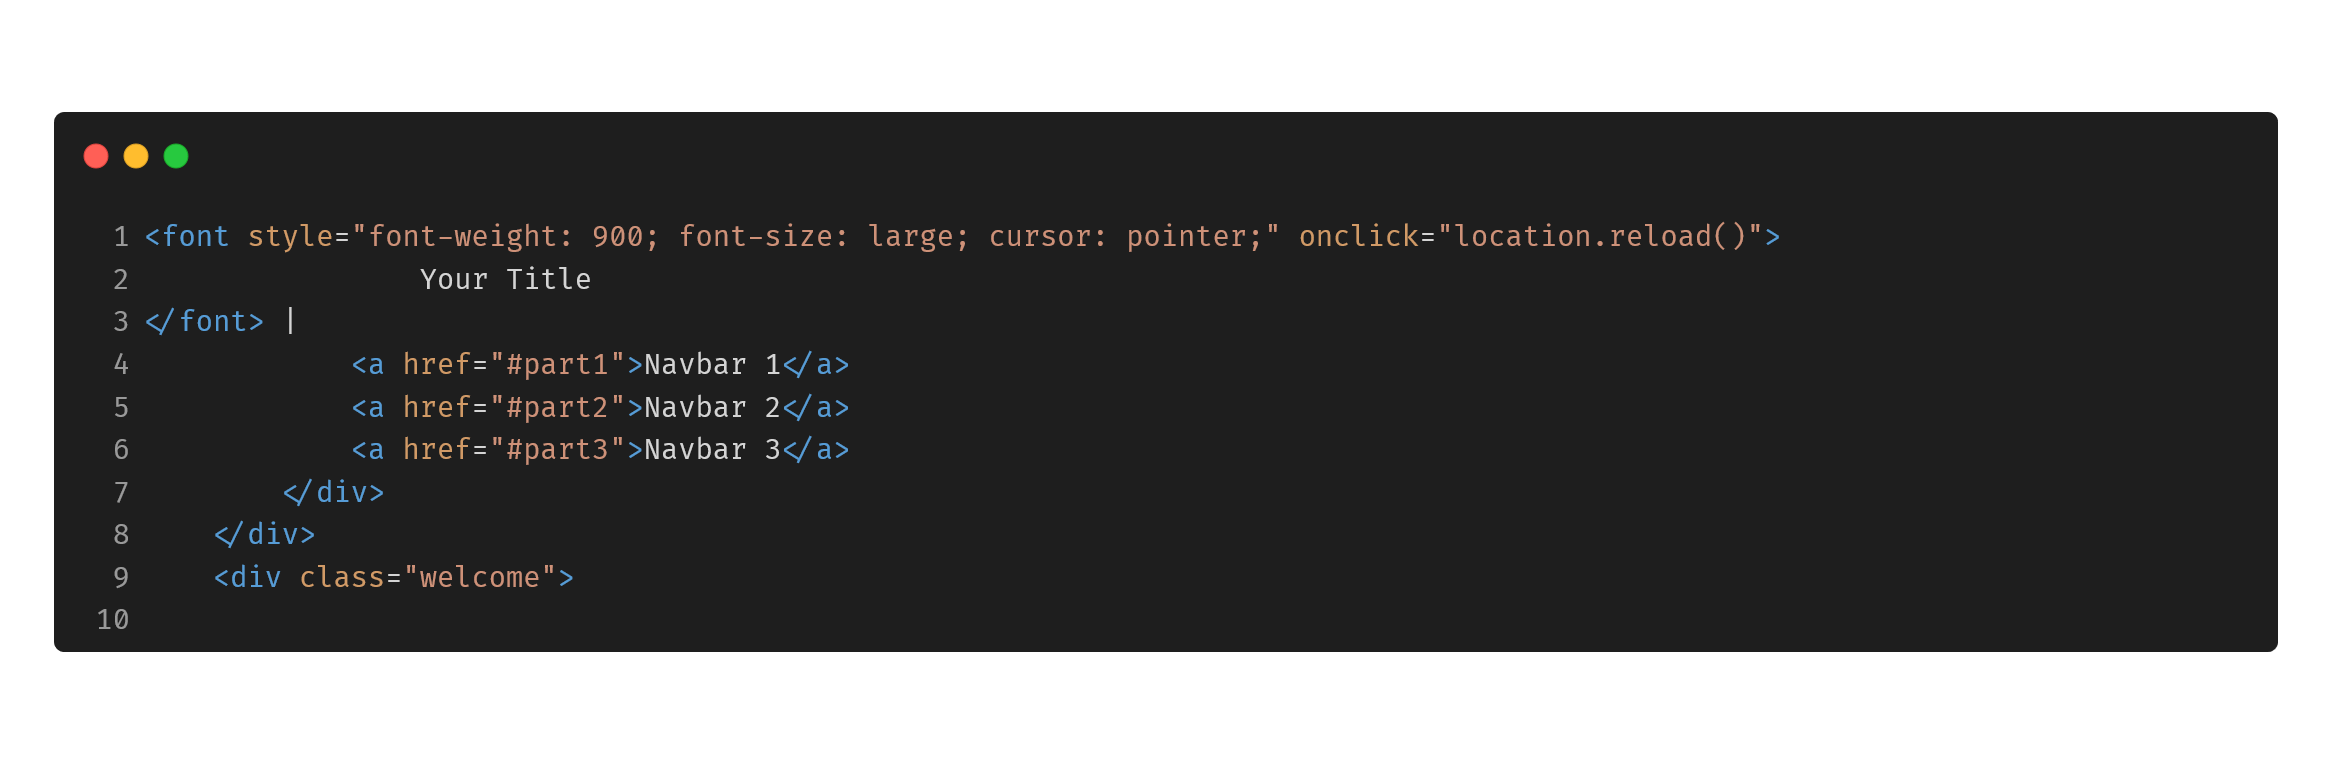 1 <font style="font-weight: 900; font-size: large; cursor: pointer;" onclick="location.reload()">
2                 Your Title
3 </font> |
4             <a href="#part1">Navbar 1</a>
5             <a href="#part2">Navbar 2</a>
6             <a href="#part3">Navbar 3</a>
7         </div>
8     </div>
9     <div class="welcome">
10